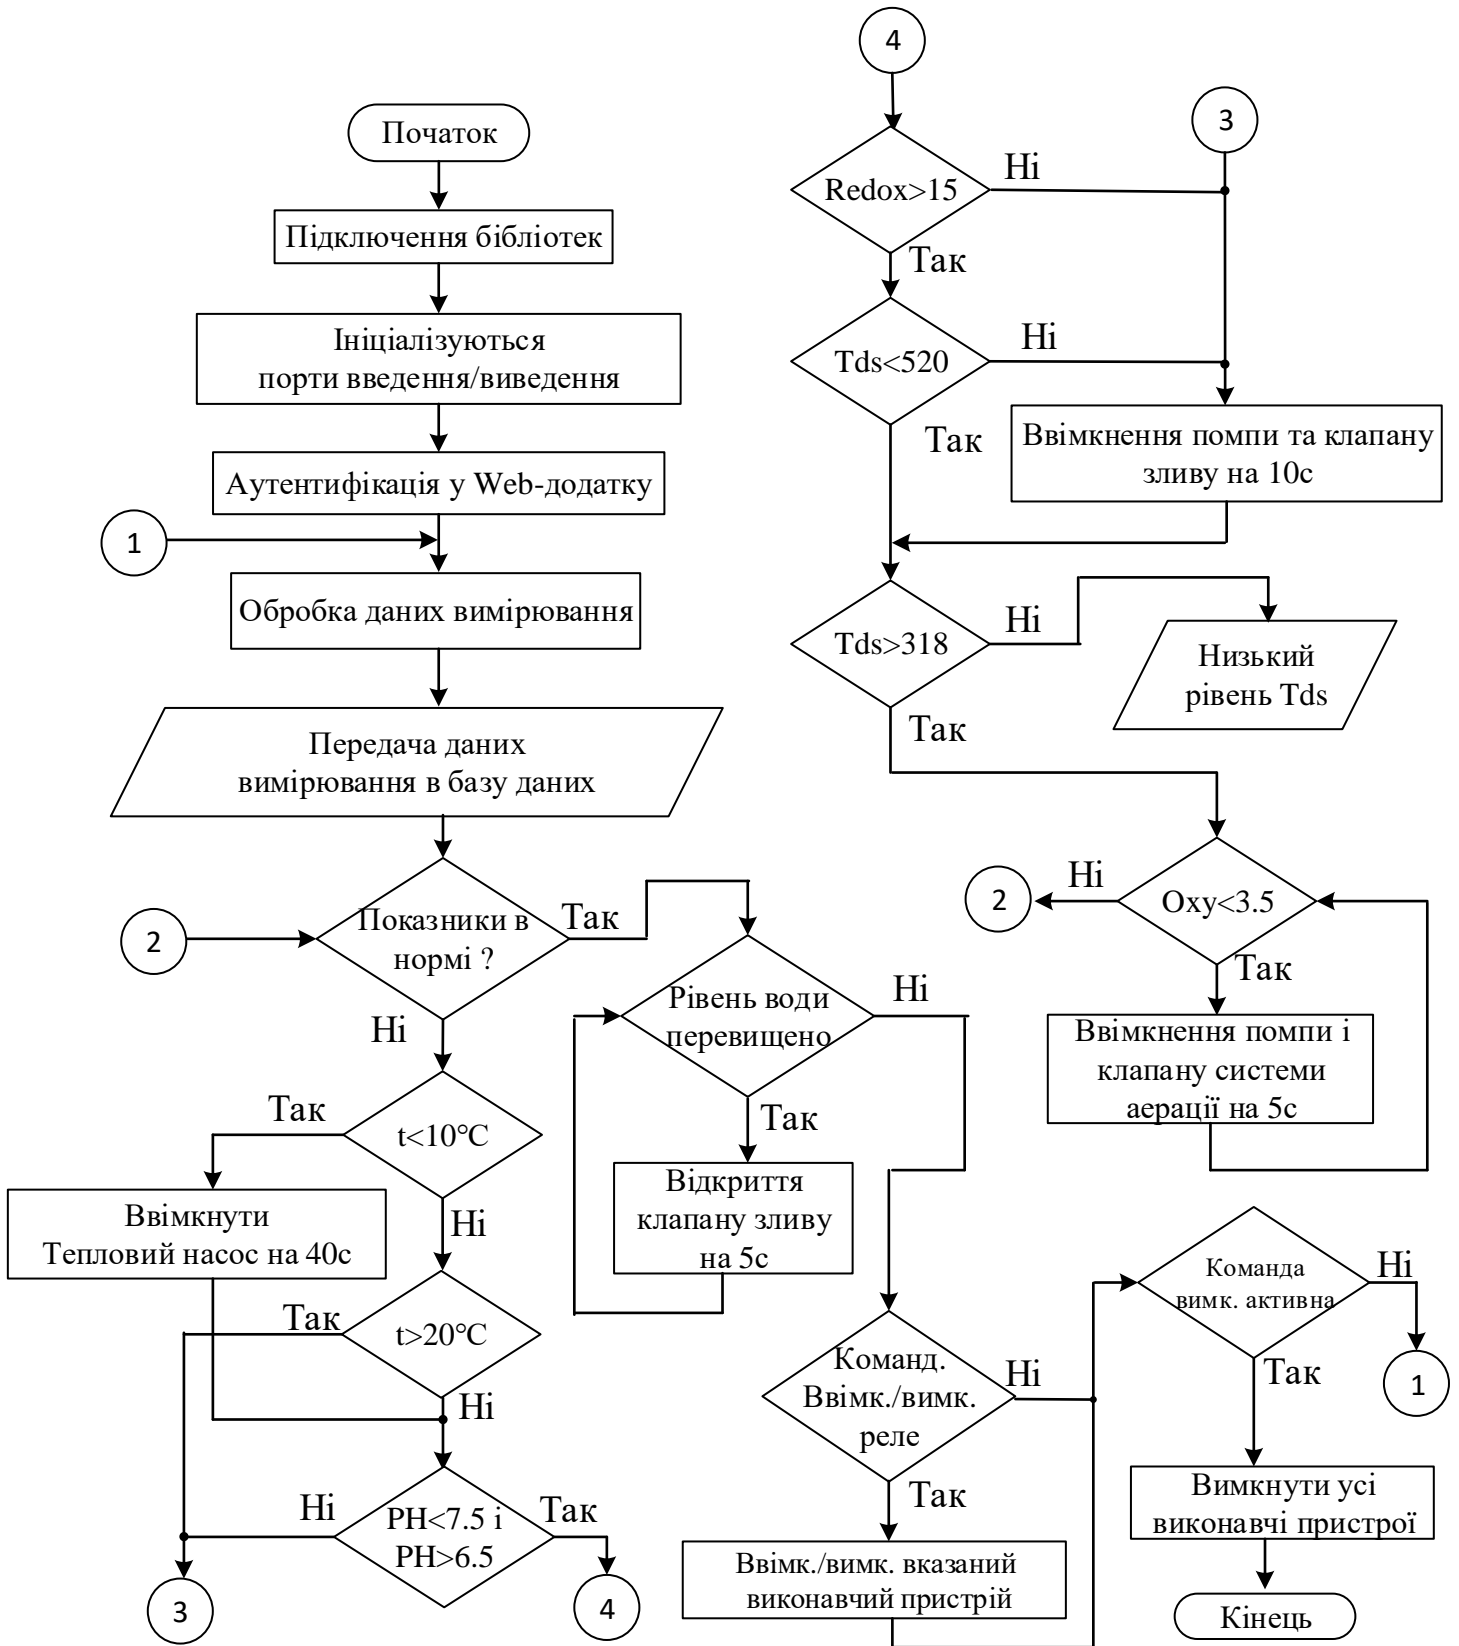 Початок
Підключення бібліотек
Ініціалізуються
порти введення/виведення
Аутентифікація у Web-додатку
1
Обробка даних вимірювання
Передача даних
вимірювання в базу даних
2
Показники в
нормі ?
Так
Ні
t<10°C
Так
Ні
Ввімкнути
Тепловий насос на 40с
t>20°C
Так
Ні
PH<7.5 і
PH>6.5
Ні
Так
3
4
Рівень води
перевищено
Ні
Так
Відкриття
клапану зливу
на 5с
Команд.
Ввімк./вимк.
реле
Ні
Так
Ввімк./вимк. вказаний
виконавчий пристрій
4
Redox>15
Ні
Так
3
Tds<520
Ні
Так
Ввімкнення помпи та клапану
зливу на 10с
Tds>318
Ні
Так
Низький
рівень Tds
Oxy<3.5
Ні
2
Так
Ввімкнення помпи і
клапану системи
аерації на 5с
Команда
вимк. активна
Ні
1
Так
Вимкнути усі
виконавчі пристрої
Кінець